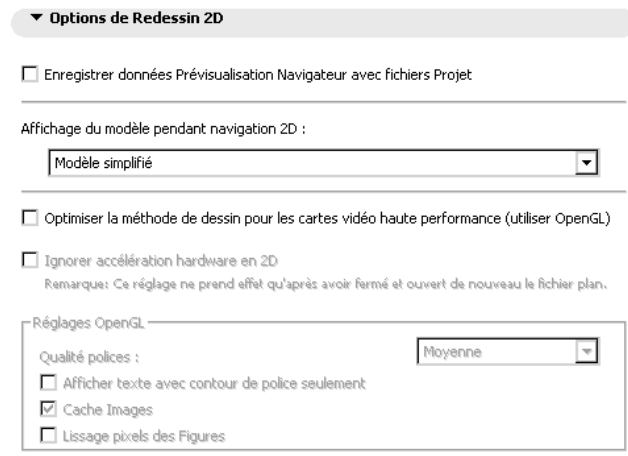 Options de Redessin 2D
Enregistrer données Prévisualisation Navigateur avec fichiers Projet
Affichage du modèle pendant navigation 2D :
Modèle simplifié
Optimiser la méthode de dessin pour les cartes vidéo haute performance (utiliser OpenGL)
Ignorer accélération hardware en 2D
Remarque: Ce réglage ne prend effet qu'après avoir fermé et ouvert de nouveau le fichier plan.
Réglages OpenGL
Qualité polices : Moyenne
Afficher texte avec contour de police seulement
Cache Images
Lissage pixels des Figures